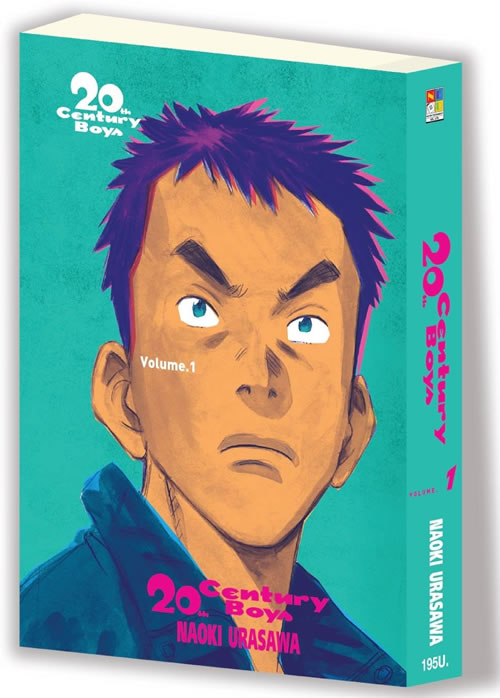 20th
Century
Boys
Volume.1
20th
Century
Boys
NAOKI URASAWA
20th
Century
Boys
VOLUME. 1
NAOKI URASAWA
195U.